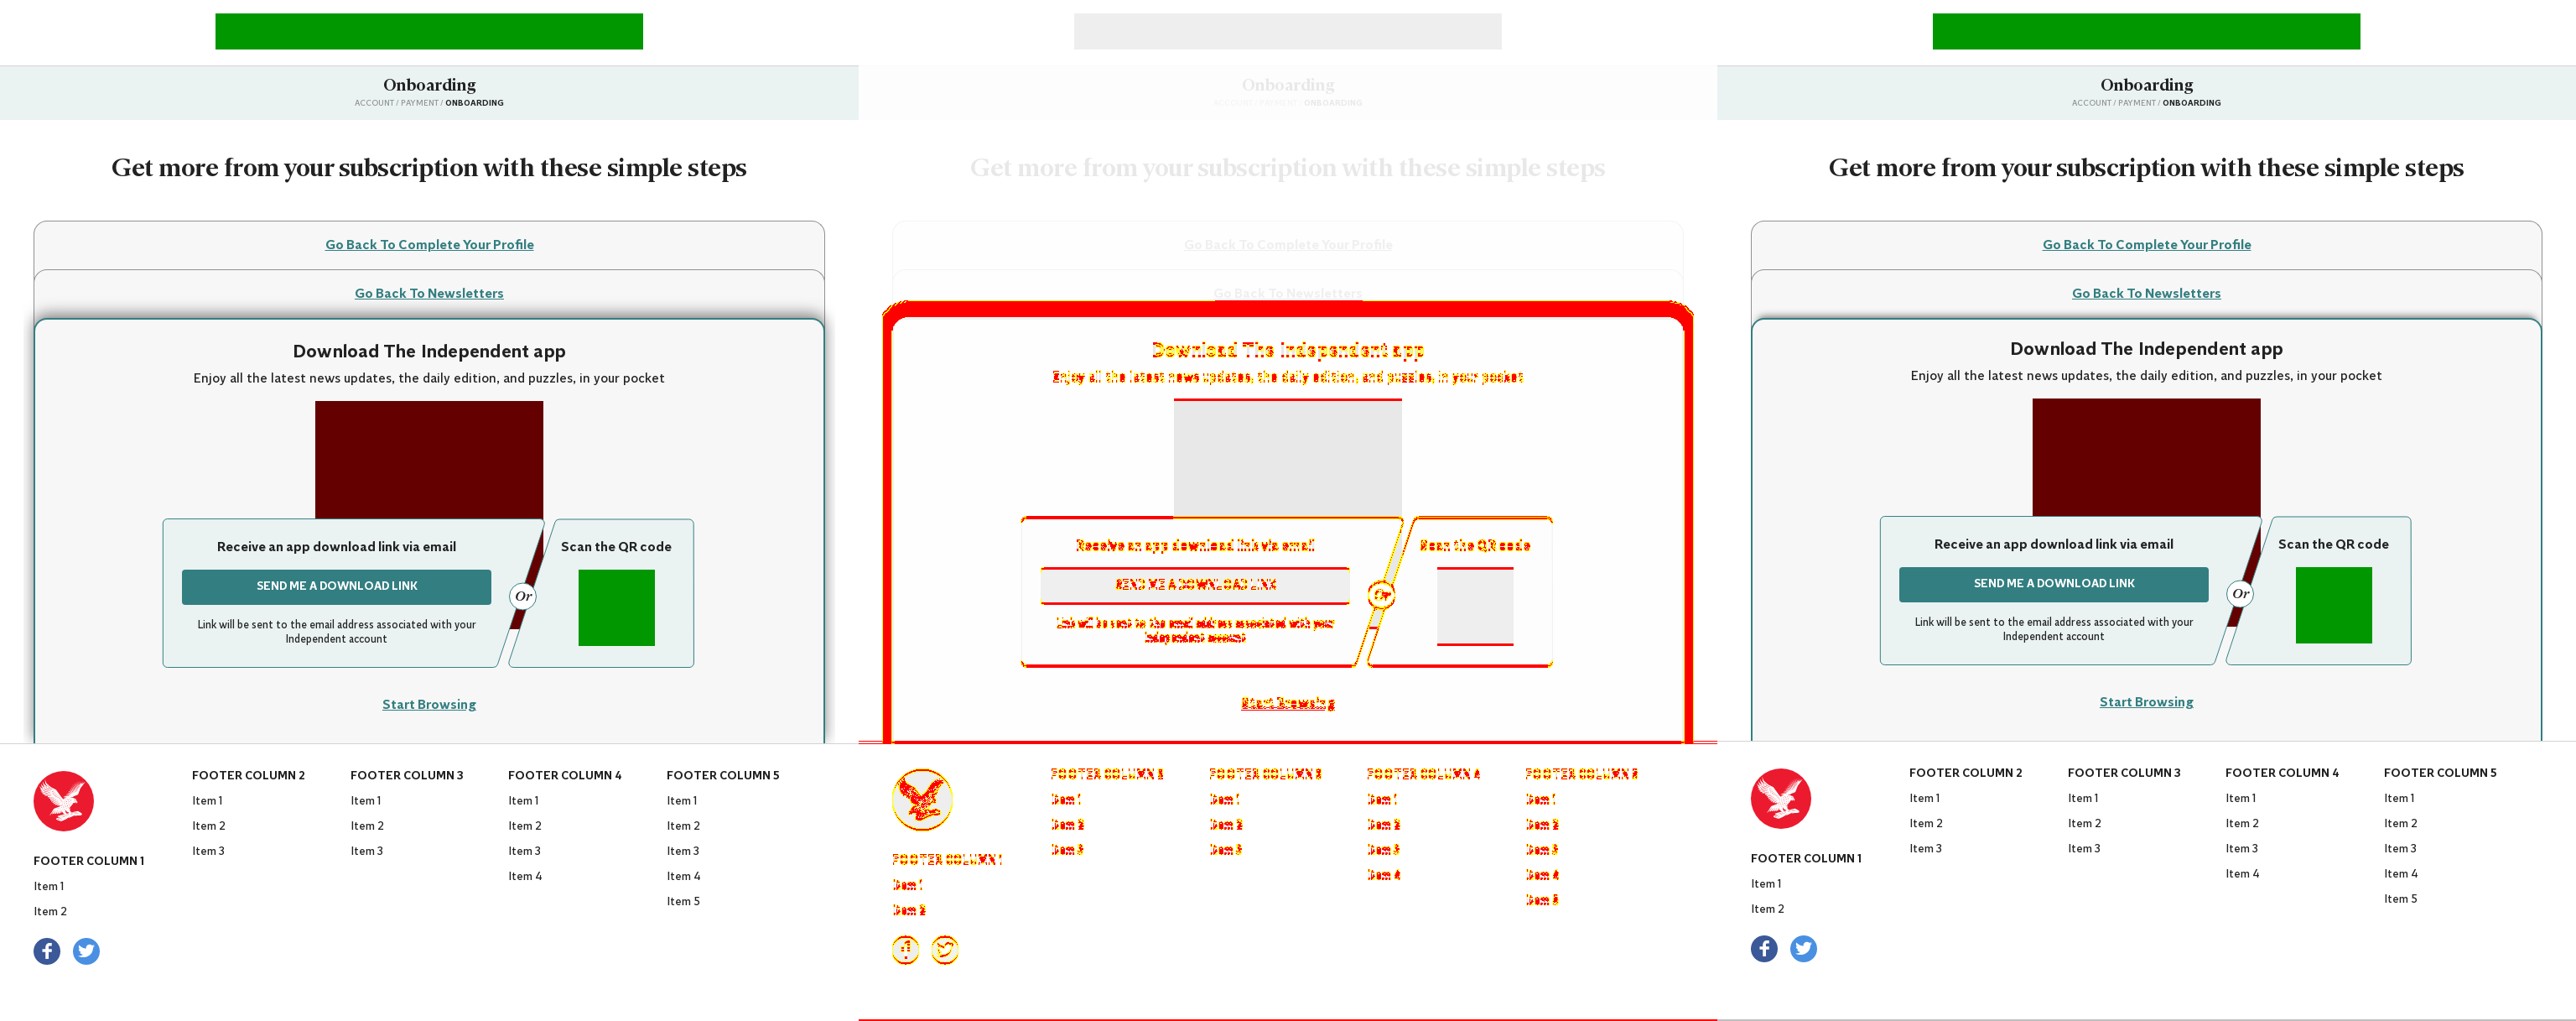 Onboarding
ACCOUNT / PAYMENT / ONBOARDING
Get more from your subscription with these simple steps
Go Back To Complete Your Profile
Go Back To Newsletters
Download The Independent app
Enjoy all the latest news updates, the daily edition, and puzzles, in your pocket
Receive an app download link via email
SEND ME A DOWNLOAD LINK
Link will be sent to the email address associated with your
Independent account
Or
Scan the QR code
Start Browsing
FOOTER COLUMN 1
Item 1
Item 2
FOOTER COLUMN 2
Item 1
Item 2
Item 3
FOOTER COLUMN 3
Item 1
Item 2
Item 3
FOOTER COLUMN 4
Item 1
Item 2
Item 3
Item 4
FOOTER COLUMN 5
Item 1
Item 2
Item 3
Item 4
Item 5
Onboarding
ACCOUNT / PAYMENT / ONBOARDING
Get more from your subscription with these simple steps
Go Back To Complete Your Profile
Go Back To Newsletters
Download The Independent app
Enjoy all the latest news updates, the daily edition, and puzzles, in your pocket
Receive an app download link via email
SEND ME A DOWNLOAD LINK
Link will be sent to the email address associated with your
Independent account
Or
Scan the QR code
Start Browsing
FOOTER COLUMN 1
Item 1
Item 2
FOOTER COLUMN 2
Item 1
Item 2
Item 3
FOOTER COLUMN 3
Item 1
Item 2
Item 3
FOOTER COLUMN 4
Item 1
Item 2
Item 3
Item 4
FOOTER COLUMN 5
Item 1
Item 2
Item 3
Item 4
Item 5
Onboarding
ACCOUNT / PAYMENT / ONBOARDING
Get more from your subscription with these simple steps
Go Back To Complete Your Profile
Go Back To Newsletters
Download The Independent app
Enjoy all the latest news updates, the daily edition, and puzzles, in your pocket
Receive an app download link via email
SEND ME A DOWNLOAD LINK
Link will be sent to the email address associated with your
Independent account
Or
Scan the QR code
Start Browsing
FOOTER COLUMN 1
Item 1
Item 2
FOOTER COLUMN 2
Item 1
Item 2
Item 3
FOOTER COLUMN 3
Item 1
Item 2
Item 3
FOOTER COLUMN 4
Item 1
Item 2
Item 3
Item 4
FOOTER COLUMN 5
Item 1
Item 2
Item 3
Item 4
Item 5